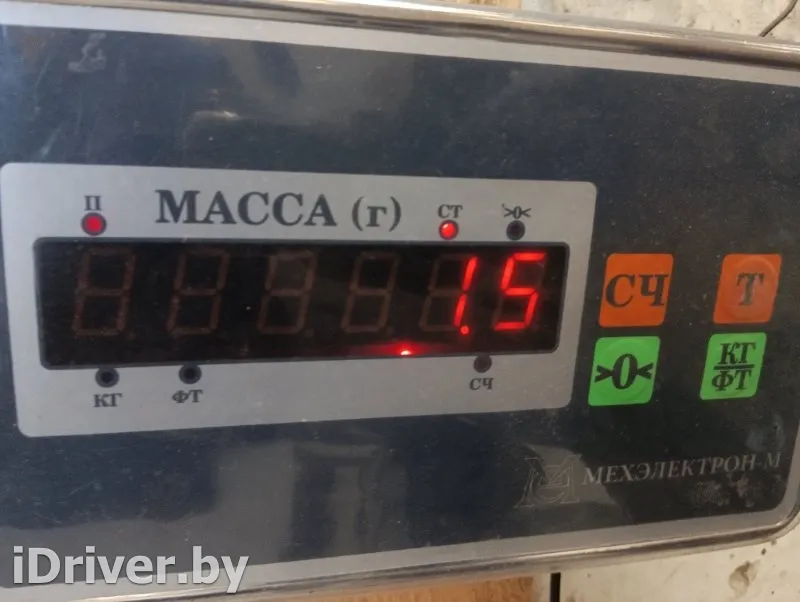 П МАССА (г) СТ >0<
1.5
КГ ФТ СЧ
СЧ Т
>0< КГ/ФТ
МЕХЭЛЕКТРОН-М
iDriver.by